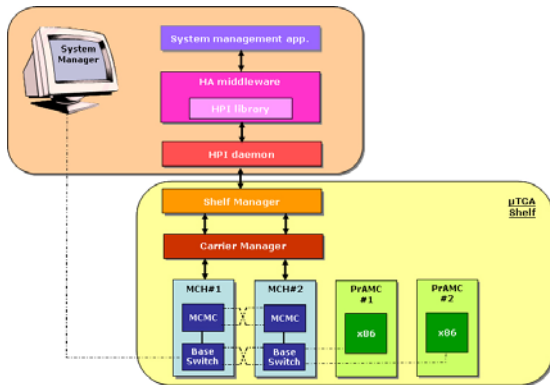 System
Manager
System management app.
HA middleware
HPI library
HPI daemon
Shelf Manager
µTCA
Shelf
Carrier Manager
MCH#1
MCH#2
PrAMC
#1
PrAMC
#2
MCMC
MCMC
x86
x86
Base
Switch
Base
Switch